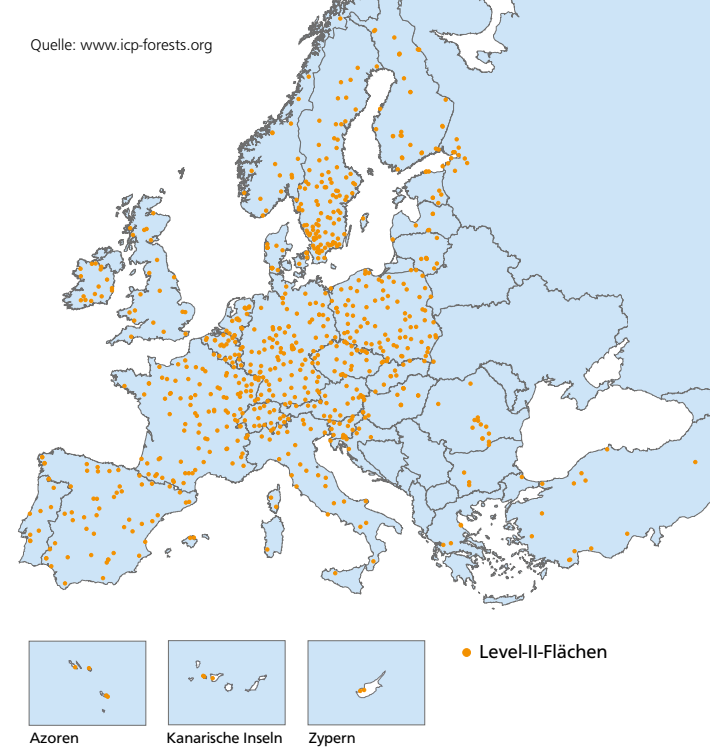 Quelle: www.icp-forests.org
Level-II-Flächen
Azoren
Kanarische Inseln
Zypern